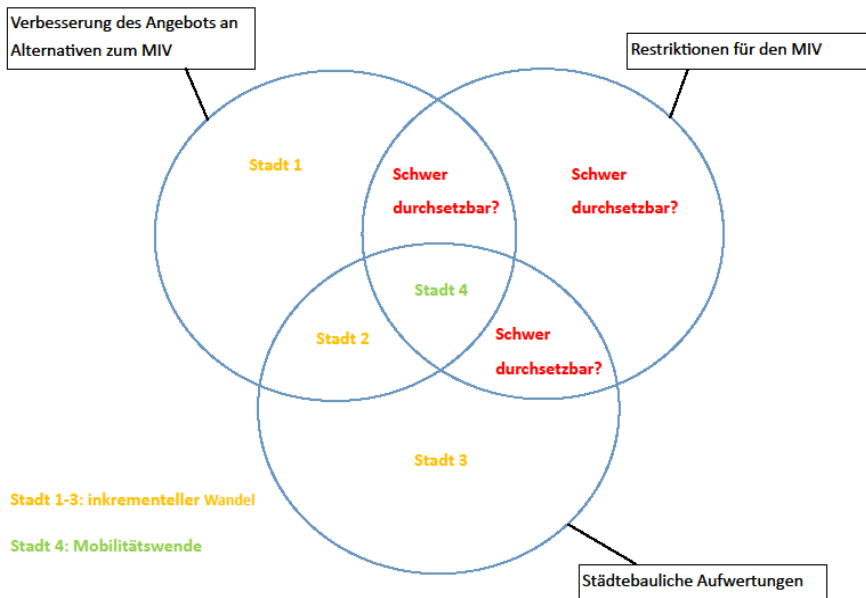 Verbesserung des Angebots an
Alternativen zum MIV
Restriktionen für den MIV
Stadt 1
Schwer
durchsetzbar?
Schwer
durchsetzbar?
Stadt 4
Stadt 2
Schwer
durchsetzbar?
Stadt 3
Stadt 1-3: inkrementeller Wandel
Stadt 4: Mobilitätswende
Städtebauliche Aufwertungen